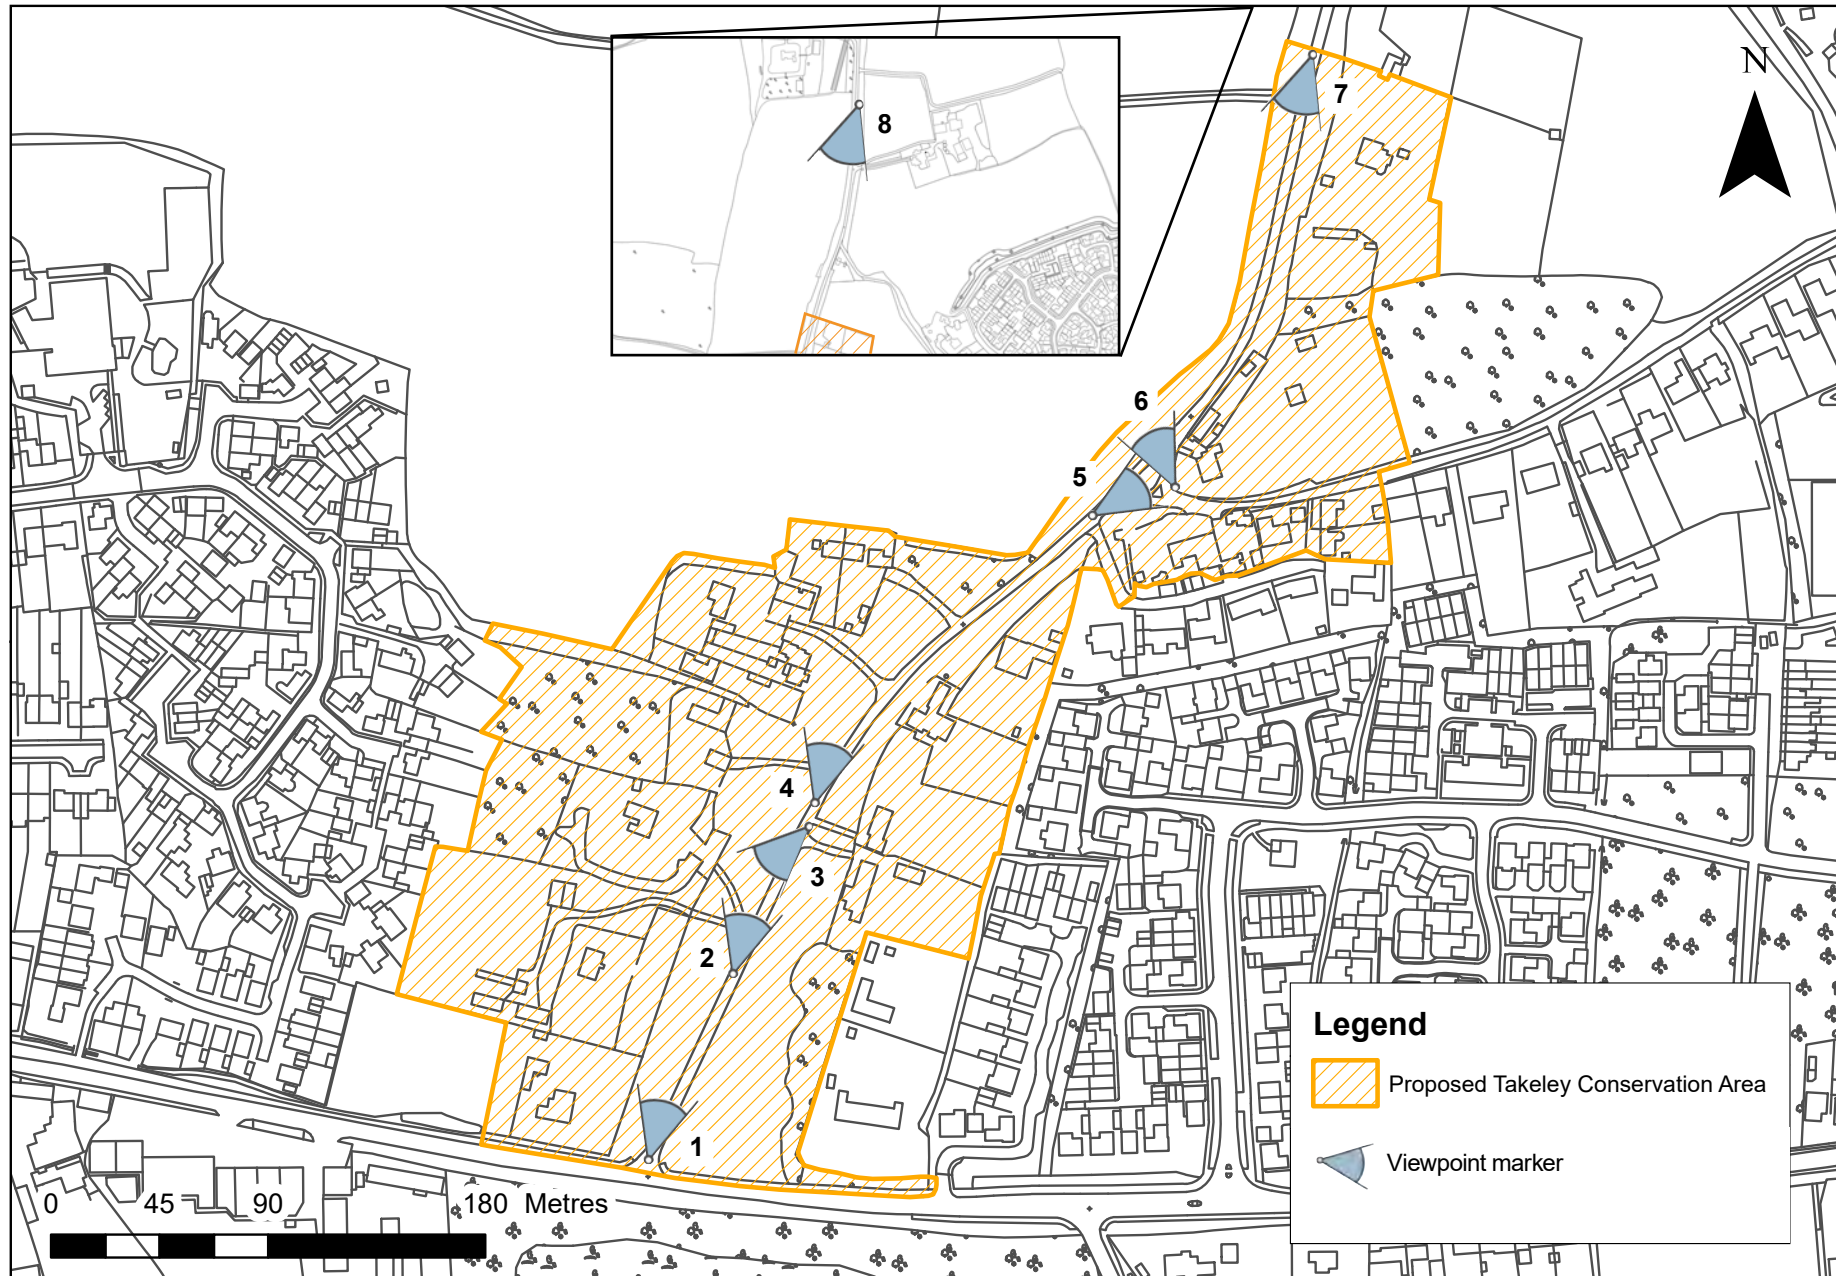 N
7
8
6
5
4
3
2
1
Legend
Proposed Takeley Conservation Area
Viewpoint marker
0 45 90 180 Metres